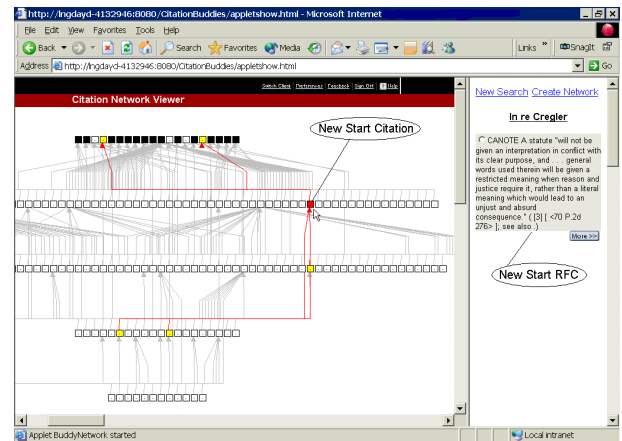 http://lngdayd-4132946:8080/CitationBuddies/appletshow.html - Microsoft Internet
File Edit View Favorites Tools Help
Back Search Favorites Media Links » SnagIt
Address http://lngdayd-4132946:8080/CitationBuddies/appletshow.html Go
Switch Client | Preferences | Feedback | Sign Off | ? Help
Citation Network Viewer
New Start Citation
New Search Create Network
In re Cregler
CANOTE A statute "will not be
given an interpretation in conflict with
its clear purpose, and . . . general
words used therein will be given a
restricted meaning when reason and
justice require it, rather than a literal
meaning which would lead to an
unjust and absurd
consequence." ( [3] [ <70 P.2d
276> ]; see also .)
More >>
New Start RFC
Applet BuddyNetwork started
Local intranet